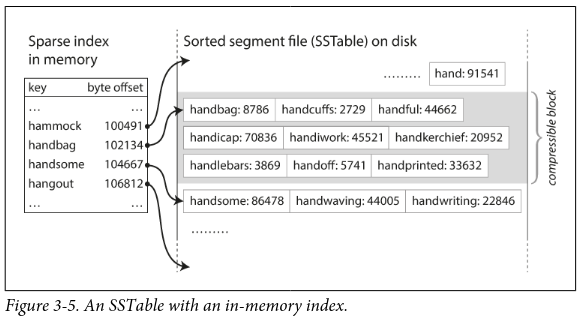 Sparse index
in memory
key byte offset
... ...
hammock 100491
handbag 102134
handsome 104667
hangout 106812
... ...
Sorted segment file (SSTable) on disk
......... hand: 91541
handbag: 8786 handcuffs: 2729 handful: 44662
handicap: 70836 handiwork: 45521 handkerchief: 20952
handlebars: 3869 handoff: 5741 handprinted: 33632
handsome: 86478 handwaving: 44005 handwriting: 22846
.........
compressible block
Figure 3-5. An SSTable with an in-memory index.